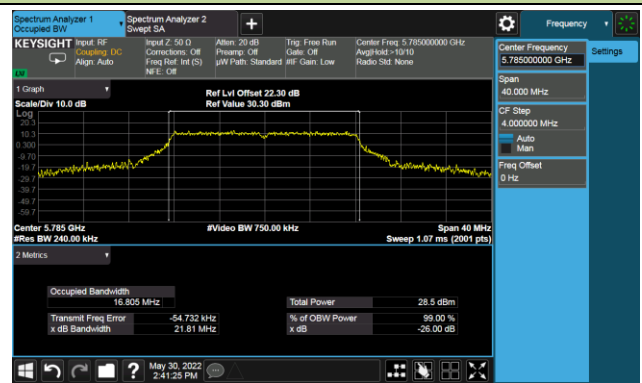 Spectrum Analyzer 1
Occupied BW
Spectrum Analyzer 2
Swept SA
Frequency
KEYSIGHT
Input: RF
Coupling: DC
Align: Auto
Input Z: 50 Ω
Corrections: Off
Freq Ref: Int (S)
NFE: Off
Atten: 20 dB
Preamp: Off
µW Path: Standard
Trig: Free Run
Gate: Off
#IF Gain: Low
Center Freq: 5.785000000 GHz
Avg|Hold:>10/10
Radio Std: None
Center Frequency
5.785000000 GHz
Settings
Span
40.000 MHz
CF Step
4.000000 MHz
Auto
Man
Freq Offset
0 Hz
1 Graph
Scale/Div 10.0 dB
Ref Lvl Offset 22.30 dB
Ref Value 30.30 dBm
Log
20.3
10.3
0.300
-9.70
-19.7
-29.7
-39.7
-49.7
-59.7
Center 5.785 GHz
#Res BW 240.00 kHz
#Video BW 750.00 kHz
Span 40 MHz
Sweep 1.07 ms (2001 pts)
2 Metrics
Occupied Bandwidth
16.805 MHz
Total Power 28.5 dBm
Transmit Freq Error -54.732 kHz
% of OBW Power 99.00 %
x dB Bandwidth 21.81 MHz
x dB -26.00 dB
May 30, 2022
2:41:25 PM